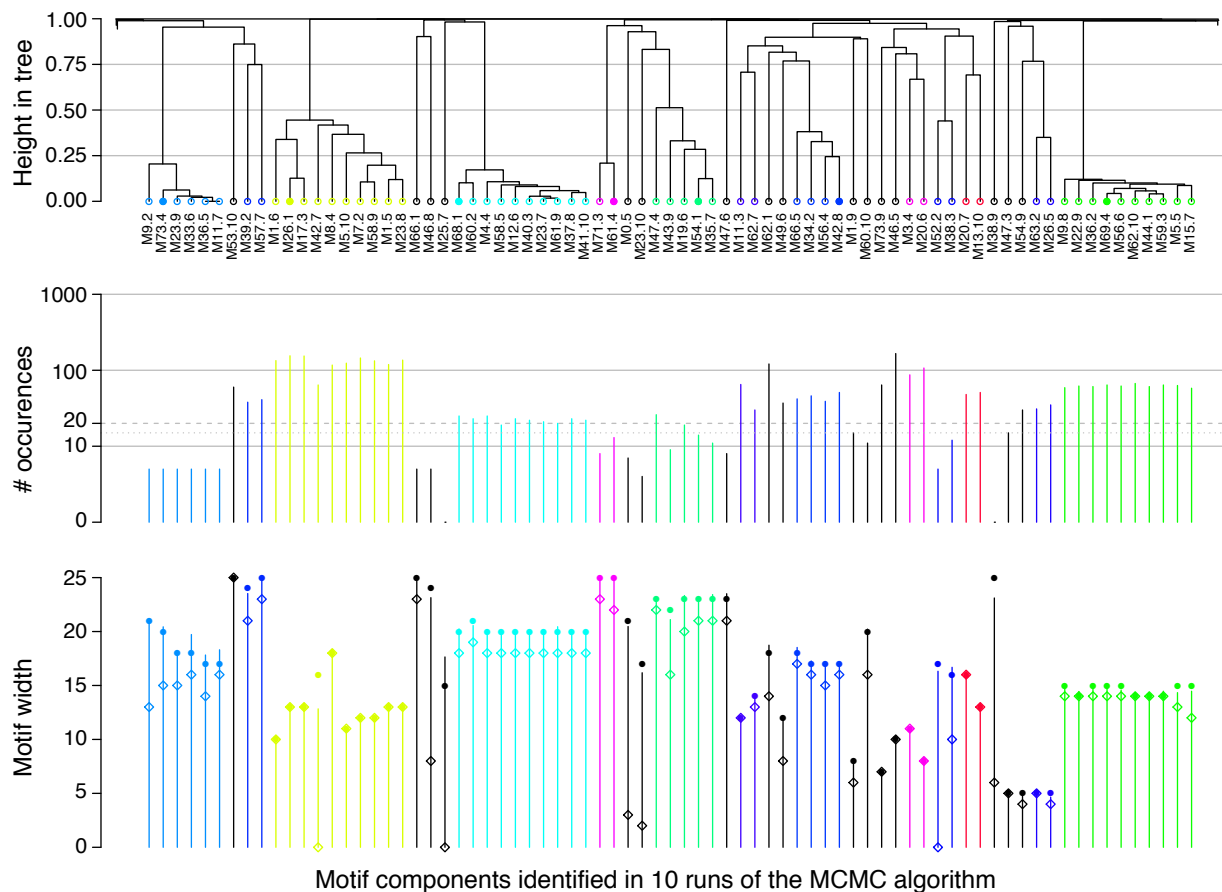 1.00
0.75
0.50
0.25
0.00
Height in tree
M9.2
M73.4
M23.9
M33.6
M36.5
M11.7
M53.10
M39.2
M57.7
M1.6
M26.1
M17.3
M42.7
M8.4
M5.10
M7.2
M58.9
M1.5
M23.8
M66.1
M46.8
M25.7
M68.1
M60.2
M4.4
M58.5
M12.6
M40.3
M23.7
M61.9
M37.8
M41.10
M71.3
M61.4
M0.5
M23.10
M47.4
M43.9
M19.6
M54.1
M35.7
M47.6
M11.3
M62.7
M62.1
M49.6
M66.5
M34.2
M56.4
M42.8
M1.9
M60.10
M73.9
M46.5
M3.4
M20.6
M52.2
M38.3
M20.7
M13.10
M38.9
M47.3
M54.9
M63.2
M26.5
M9.8
M22.9
M36.2
M69.4
M56.6
M62.10
M44.1
M59.3
M5.5
M15.7
1000
100
20
10
0
# occurences
25
20
15
10
5
0
Motif width
Motif components identified in 10 runs of the MCMC algorithm